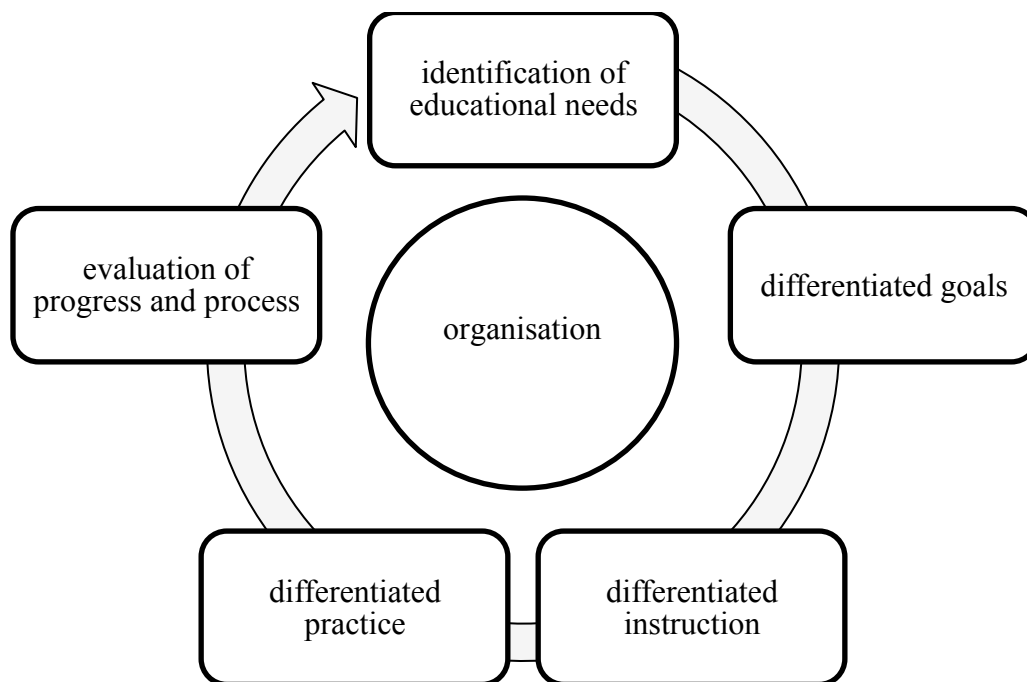 identification of
educational needs
differentiated goals
differentiated
instruction
differentiated
practice
evaluation of
progress and process
organisation